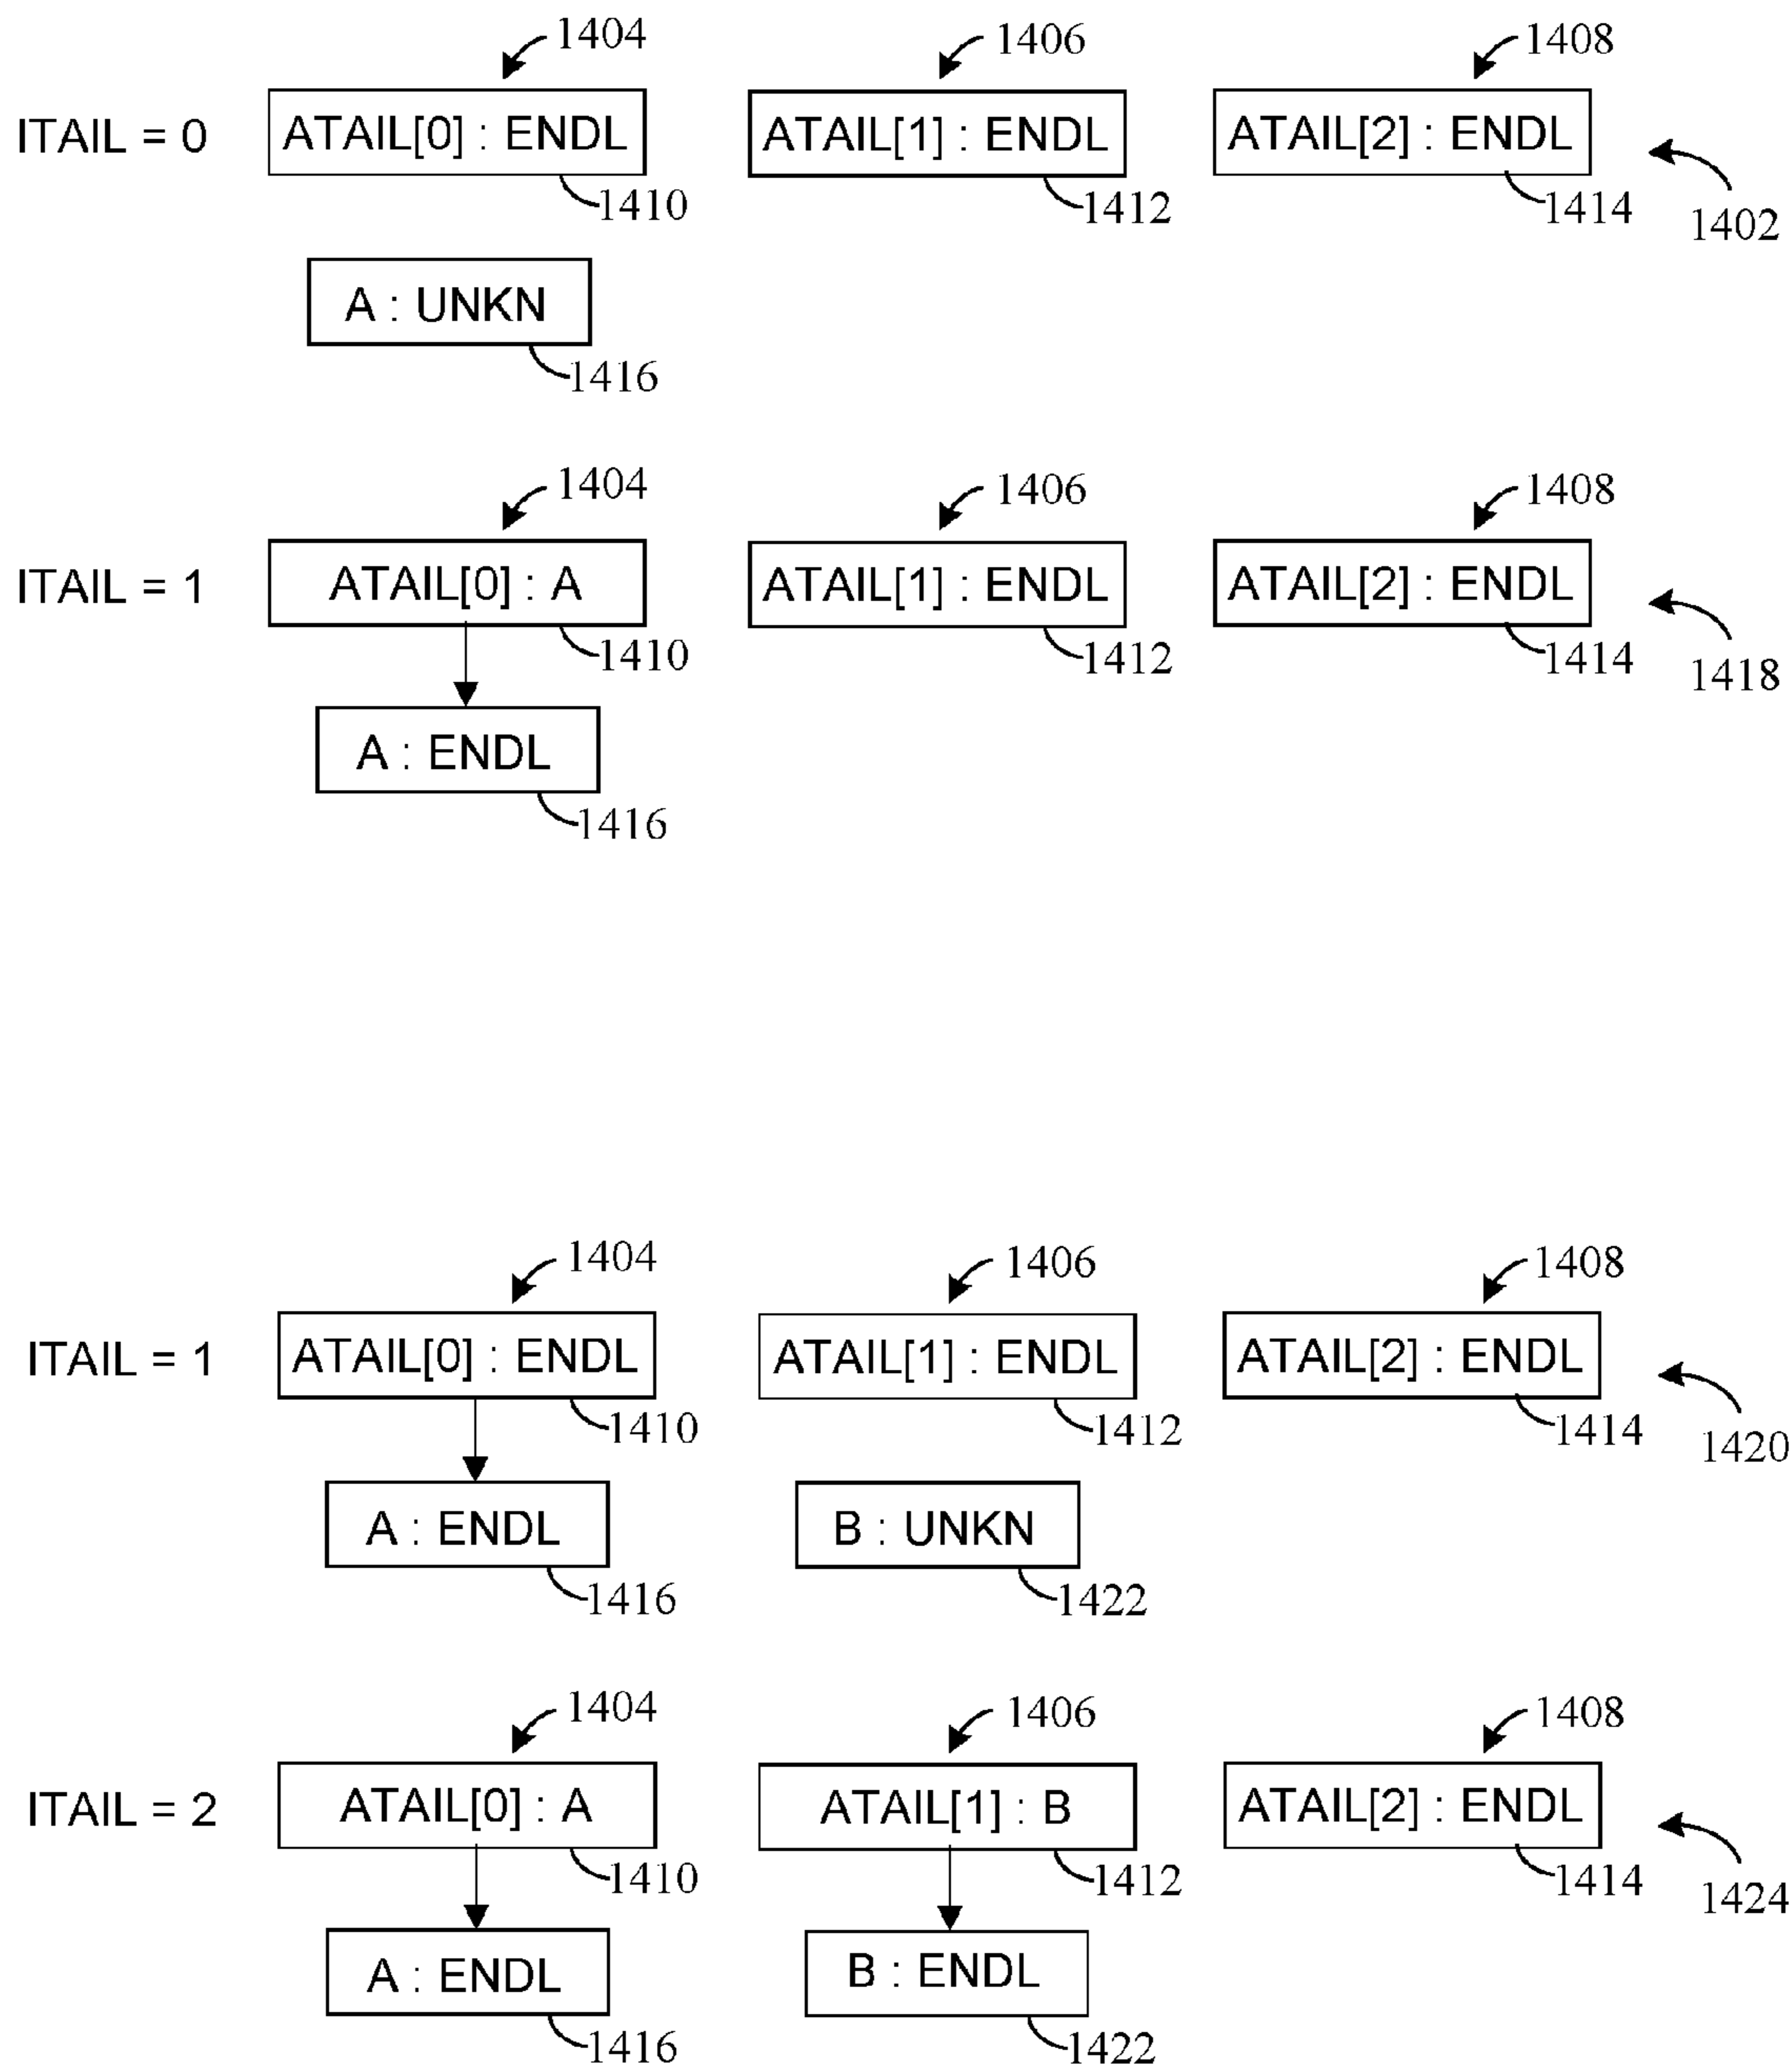 1404 1406 1408
ITAIL = 0 ATAIL[0] : ENDL ATAIL[1] : ENDL ATAIL[2] : ENDL
1410 1412 1414 1402
A : UNKN
1416
1404 1406 1408
ITAIL = 1 ATAIL[0] : A ATAIL[1] : ENDL ATAIL[2] : ENDL
1410 1412 1414 1418
A : ENDL
1416
1404 1406 1408
ITAIL = 1 ATAIL[0] : ENDL ATAIL[1] : ENDL ATAIL[2] : ENDL
1410 1412 1414 1420
A : ENDL B : UNKN
1416 1422
1404 1406 1408
ITAIL = 2 ATAIL[0] : A ATAIL[1] : B ATAIL[2] : ENDL
1410 1412 1414 1424
A : ENDL B : ENDL
1416 1422